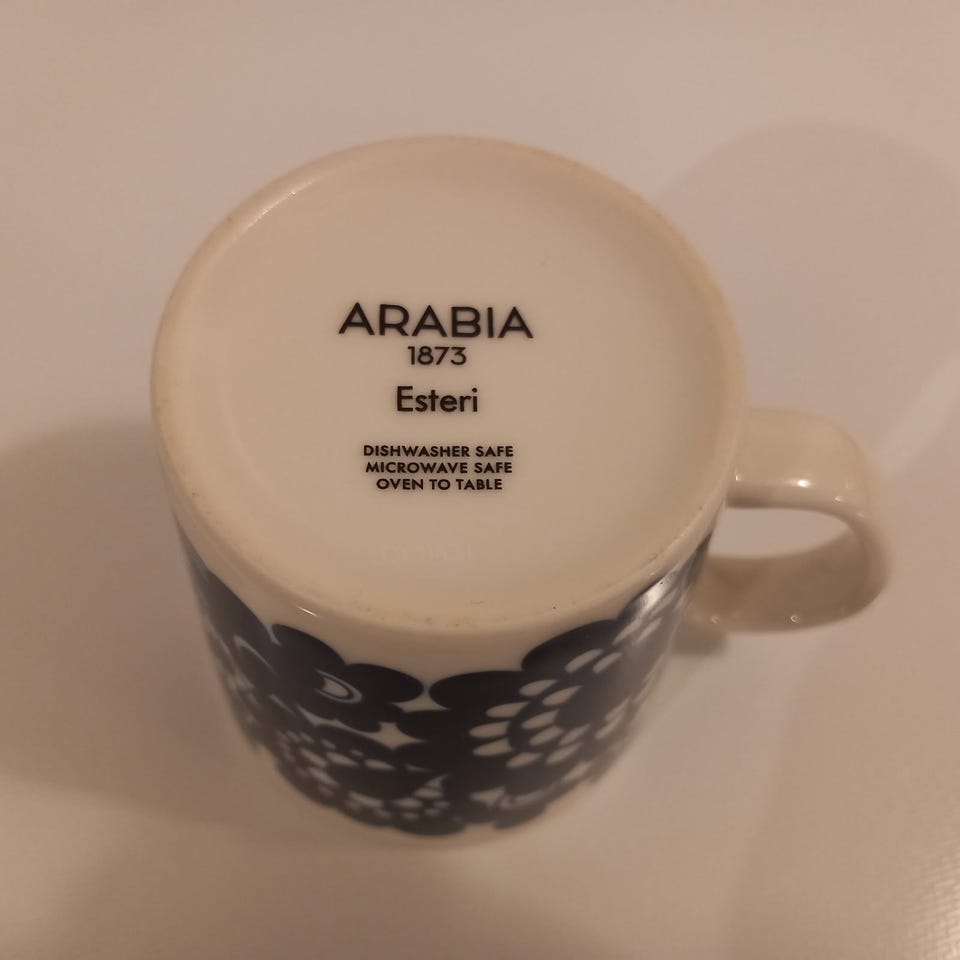 ARABIA
1873
Esteri
DISHWASHER SAFE
MICROWAVE SAFE
OVEN TO TABLE